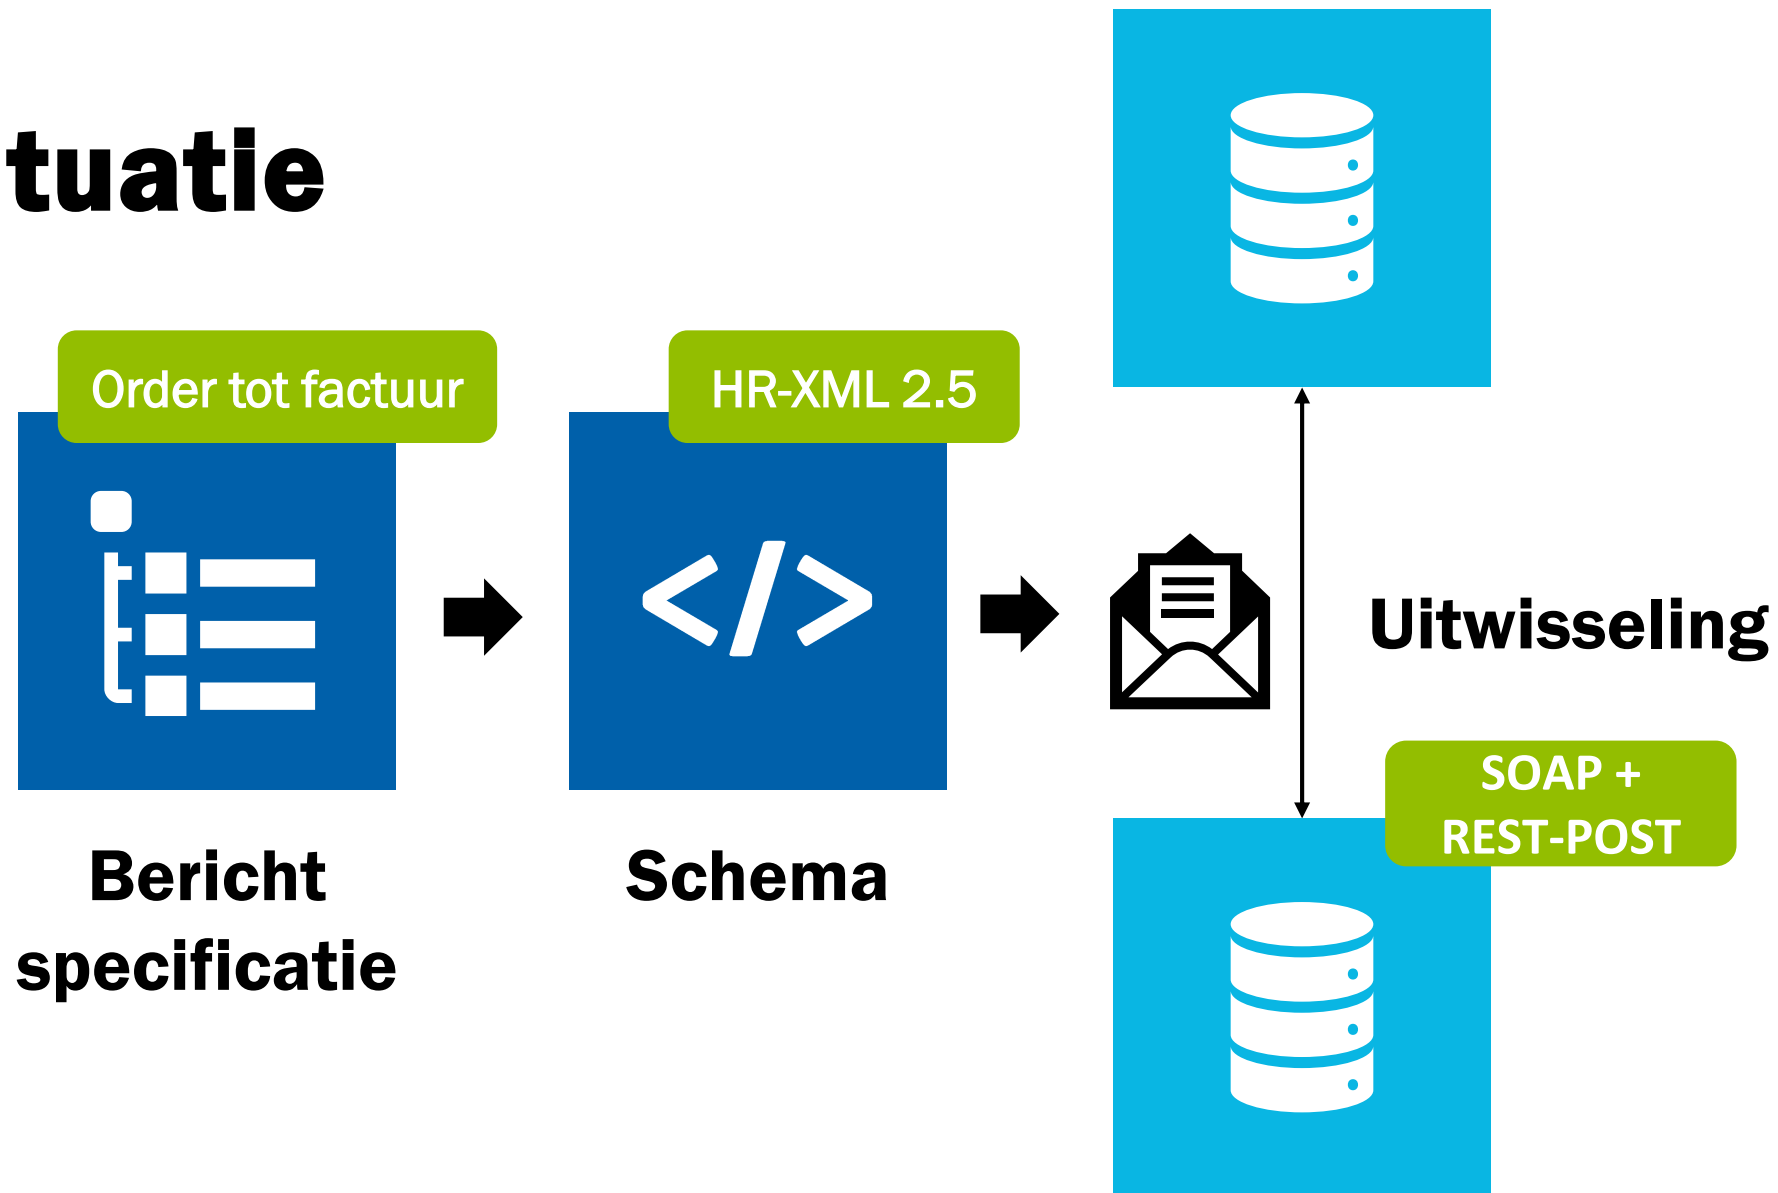 tuatie
Order tot factuur
HR-XML 2.5
</>
Uitwisseling
SOAP +
REST-POST
Bericht
specificatie
Schema